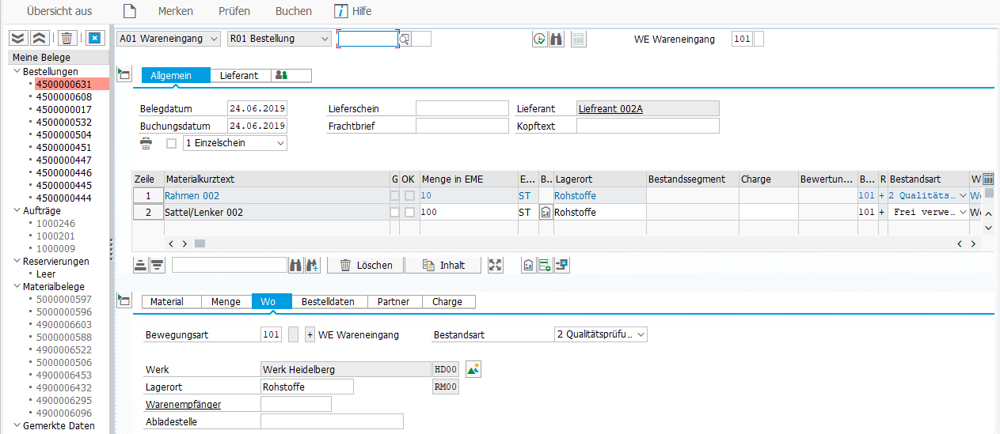 Übersicht aus Merken Prüfen Buchen Hilfe
A01 Wareneingang R01 Bestellung WE Wareneingang 101
Meine Belege
Bestellungen
4500000631
4500000608
4500000017
4500000532
4500000504
4500000451
4500000447
4500000446
4500000445
4500000444
Aufträge
1000246
1000201
1000009
Reservierungen
Leer
Materialbelege
5000000597
5000000596
4900006603
5000000588
4900006522
5000000506
4900006453
4900006432
4900006295
4900006096
Gemerkte Daten
Allgemein Lieferant
Belegdatum 24.06.2019 Lieferschein Lieferant Liefreant 002A
Buchungsdatum 24.06.2019 Frachtbrief Kopftext
1 Einzelschein
Zeile Materialkurztext G OK Menge in EME E... B.. Lagerort Bestandssegment Charge Bewertun... B... R Bestandsart W
1 Rahmen 002 10 ST Rohstoffe 101 + 2 Qualitäts... We
2 Sattel/Lenker 002 100 ST Rohstoffe 101 + Frei verwe... We
Löschen Inhalt
Material Menge Wo Bestelldaten Partner Charge
Bewegungsart 101 + WE Wareneingang Bestandsart 2 Qualitätsprüfu...
Werk Werk Heidelberg HD00
Lagerort Rohstoffe RM00
Warenempfänger
Abladestelle